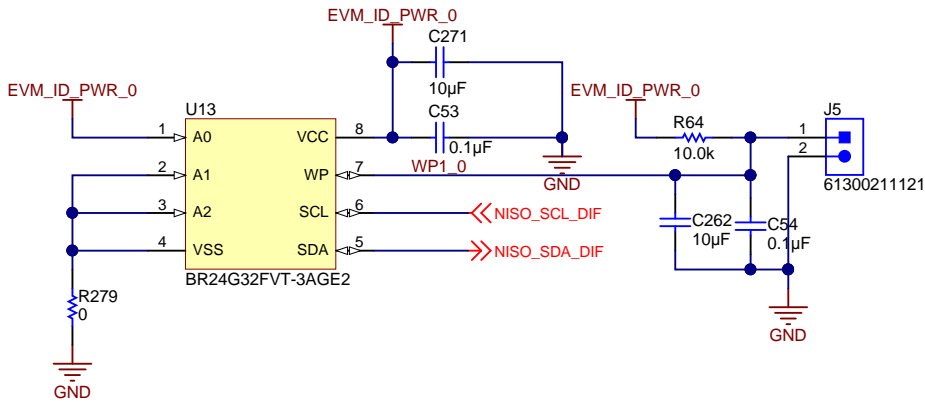 EVM_ID_PWR_0
C271
10µF
EVM_ID_PWR_0
U13
C53
0.1µF
EVM_ID_PWR_0
R64
10.0k
J5
1
A0
VCC
8
1
2
A1
WP
7
WP1_0
GND
2
61300211121
3
A2
SCL
6
NISO_SCL_DIF
C262
10µF
C54
0.1µF
4
VSS
SDA
5
NISO_SDA_DIF
BR24G32FVT-3AGE2
R279
0
GND
GND